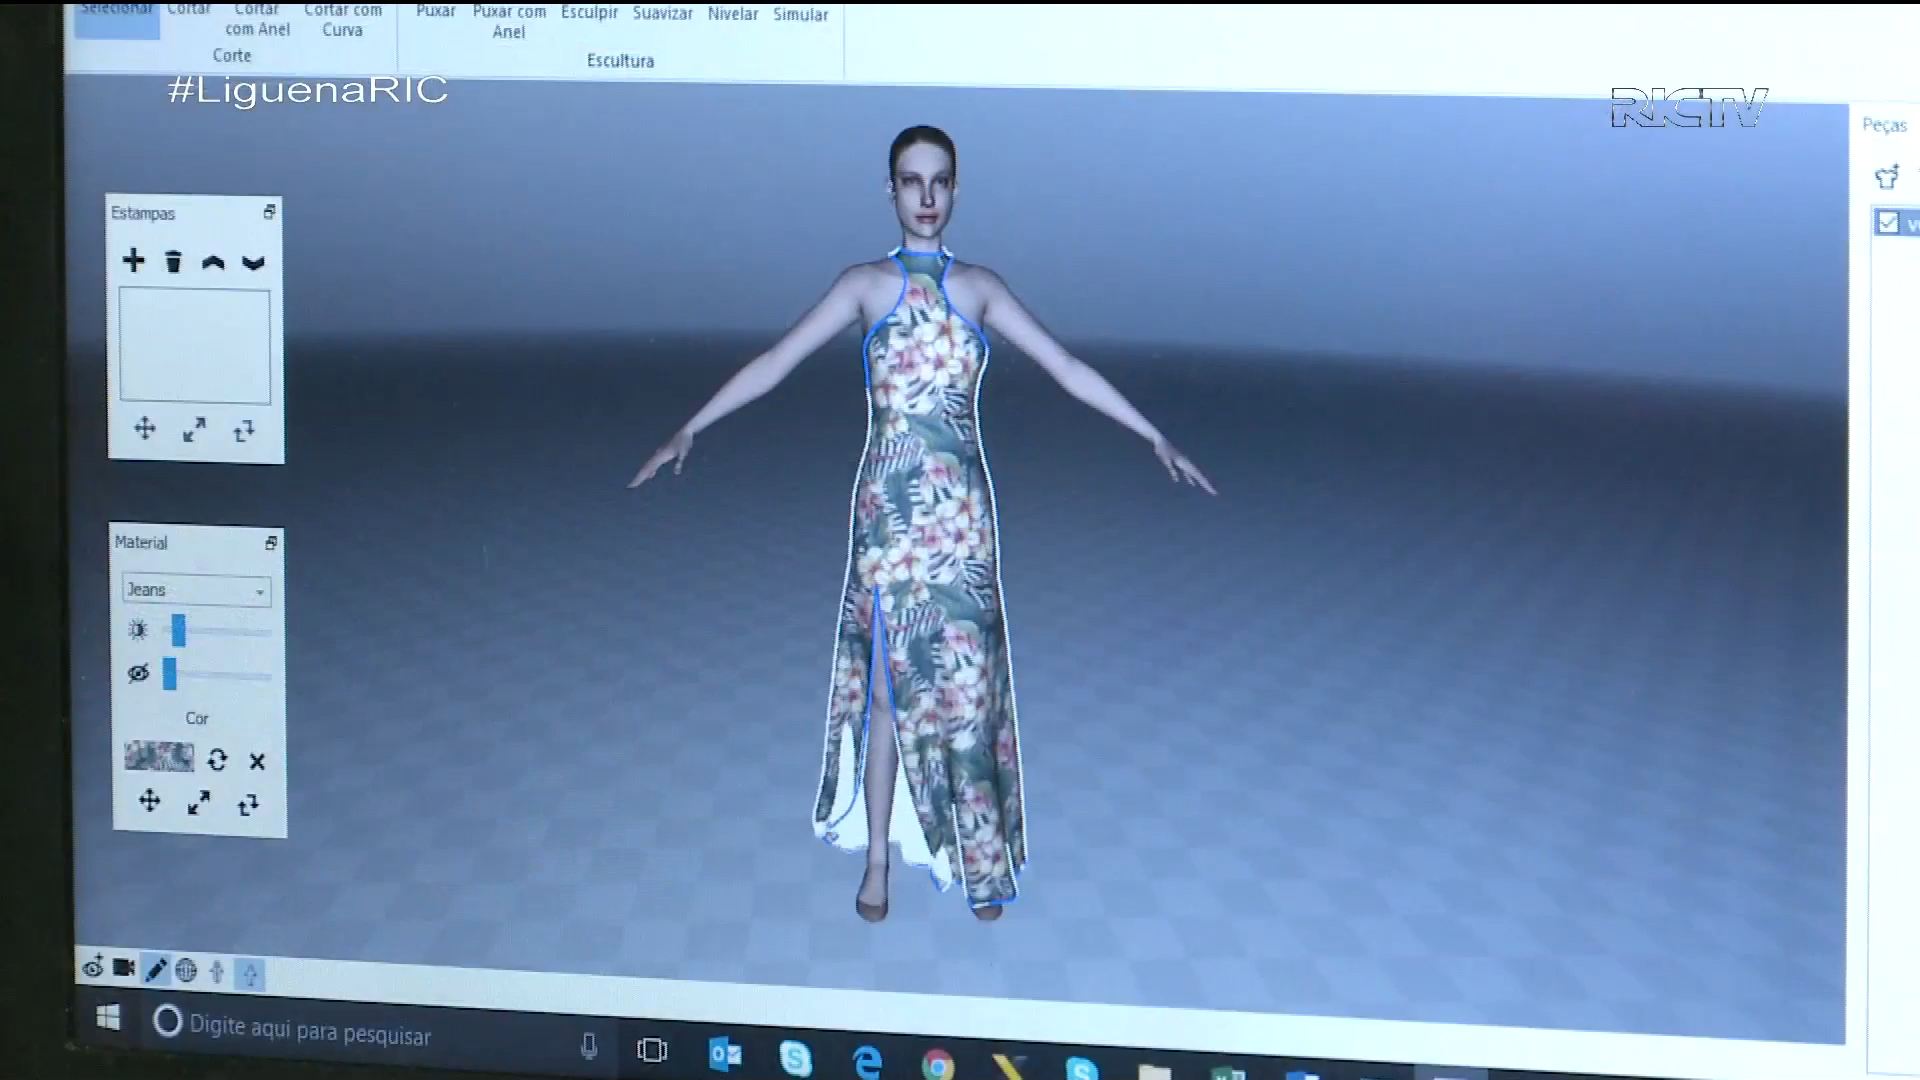 Selecionar Cortar Cortar Cortar com Puxar Puxar com Esculpir Suavizar Nivelar Simular
com Anel Curva Anel
Corte Escultura
#LiguenaRIC
RICTV
Peças
Estampas
Material
Jeans
Cor
Digite aqui para pesquisar